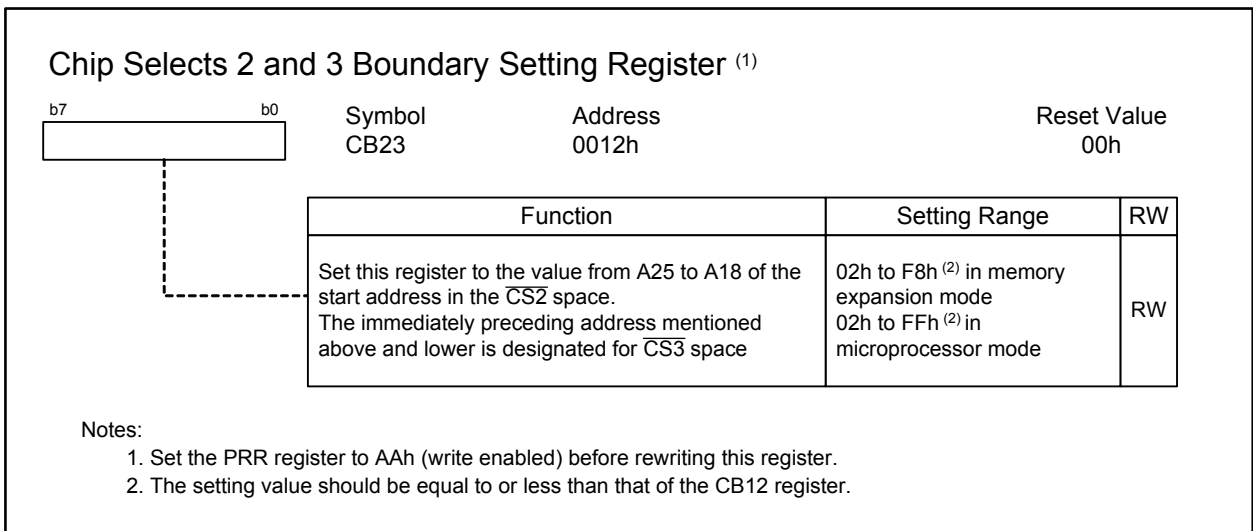 Chip Selects 2 and 3 Boundary Setting Register (1)
b7 b0
Symbol Address Reset Value
CB23 0012h 00h
Function Setting Range RW
Set this register to the value from A25 to A18 of the
start address in the CS2 space.
The immediately preceding address mentioned
above and lower is designated for CS3 space
02h to F8h (2) in memory
expansion mode
02h to FFh (2) in
microprocessor mode
RW
Notes:
1. Set the PRR register to AAh (write enabled) before rewriting this register.
2. The setting value should be equal to or less than that of the CB12 register.